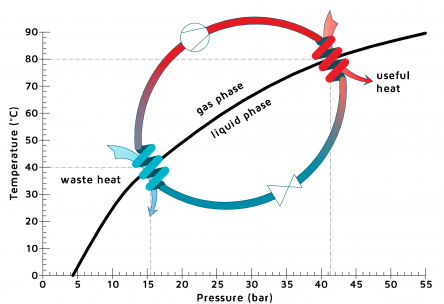 Temperature (°C)
90
80
70
60
50
40
30
20
10
0
gas phase
liquid phase
useful
heat
waste heat
0 5 10 15 20 25 30 35 40 45 50 55
Pressure (bar)